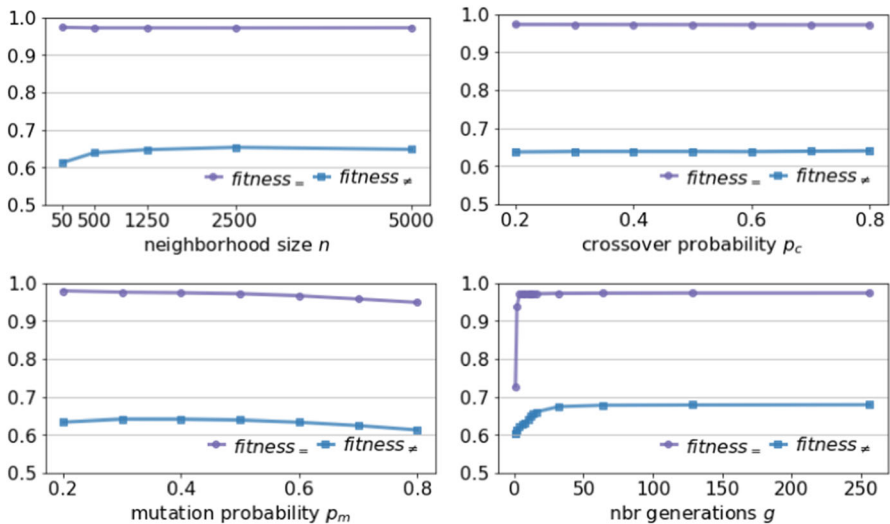 1.0
0.9
0.8
0.7
0.6
0.5
fitness = fitness ≠
50 500 1250 2500 5000
neighborhood size n
1.0
0.9
0.8
0.7
0.6
0.5
fitness = fitness ≠
0.2 0.4 0.6 0.8
crossover probability p_c
1.0
0.9
0.8
0.7
0.6
0.5
fitness = fitness ≠
0.2 0.4 0.6 0.8
mutation probability p_m
1.0
0.9
0.8
0.7
0.6
0.5
fitness = fitness ≠
0 50 100 150 200 250
nbr generations g